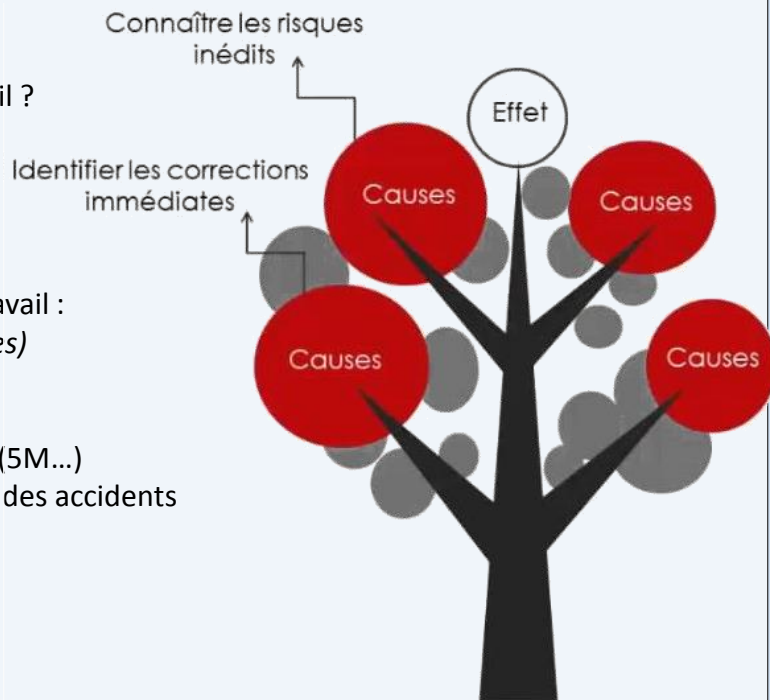 Connaître les risques
inédits
il ?
Effet
Identifier les corrections
immédiates
Causes
Causes
avail :
es)
Causes
Causes
(5M...)
des accidents